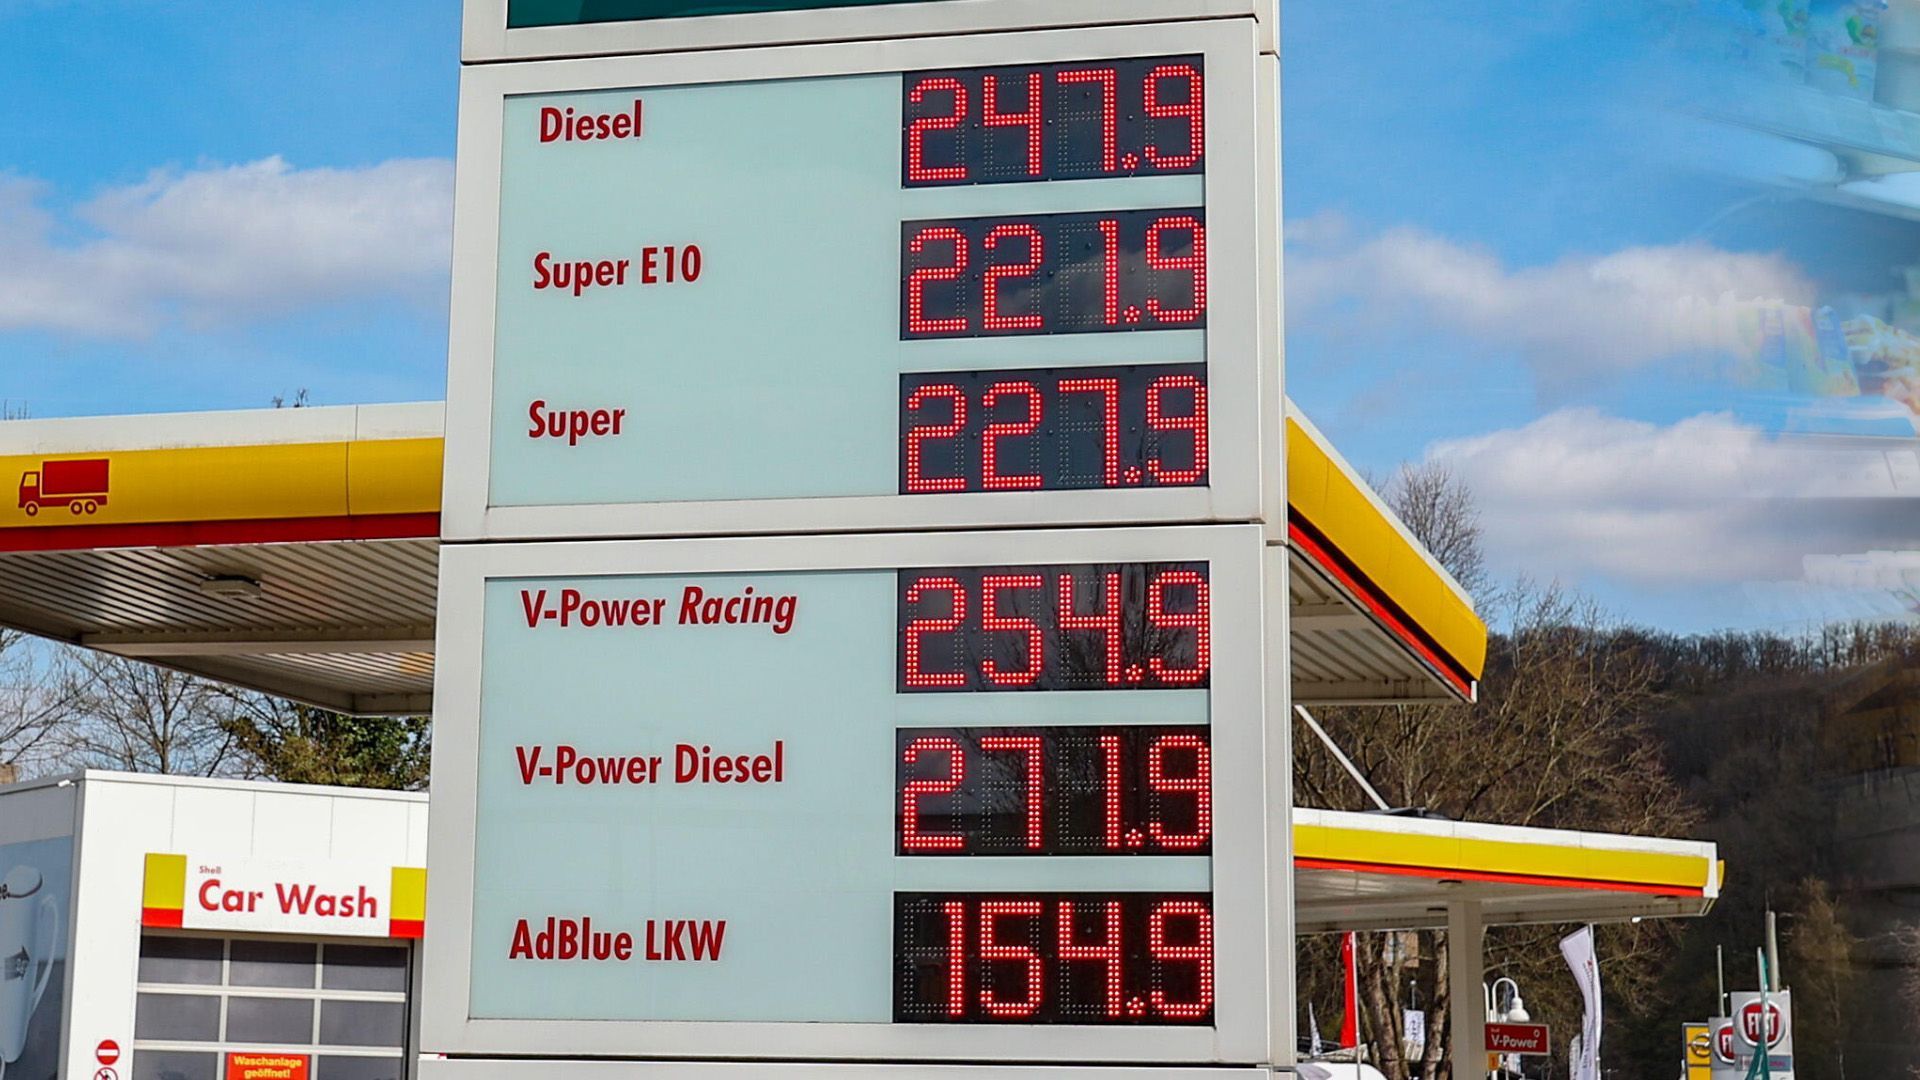 Diesel 247.9
Super E10 221.9
Super 227.9
V-Power Racing 254.9
V-Power Diesel 271.9
AdBlue LKW 154.9
Shell
Car Wash
Waschanlage
geöffnet!
V-Power
FIAT